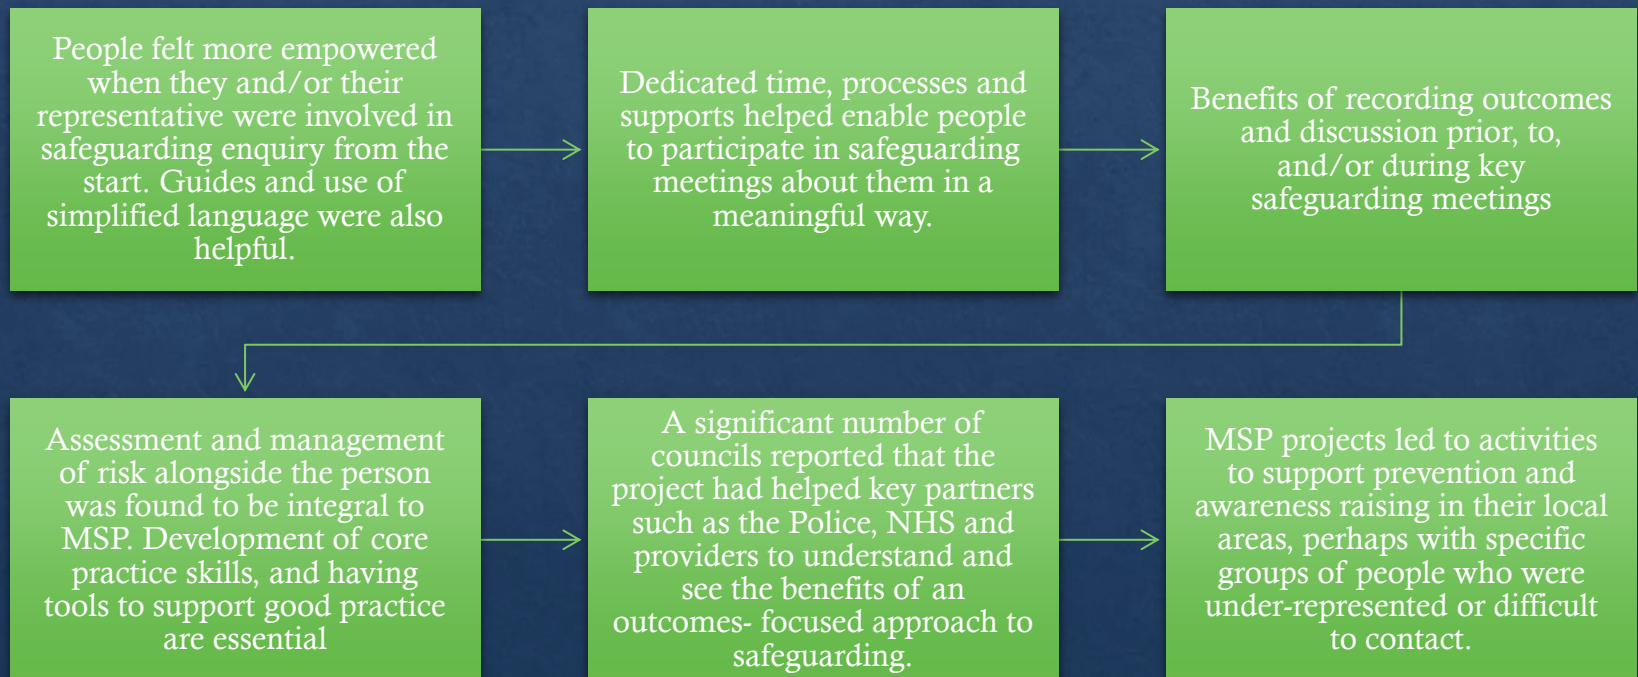 People felt more empowered
when they and/or their
representative were involved in
safeguarding enquiry from the
start. Guides and use of
simplified language were also
helpful.
Dedicated time, processes and
supports helped enable people
to participate in safeguarding
meetings about them in a
meaningful way.
Benefits of recording outcomes
and discussion prior, to,
and/or during key
safeguarding meetings
Assessment and management
of risk alongside the person
was found to be integral to
MSP. Development of core
practice skills, and having
tools to support good practice
are essential
A significant number of
councils reported that the
project had helped key partners
such as the Police, NHS and
providers to understand and
see the benefits of an
outcomes- focused approach to
safeguarding.
MSP projects led to activities
to support prevention and
awareness raising in their local
areas, perhaps with specific
groups of people who were
under-represented or difficult
to contact.